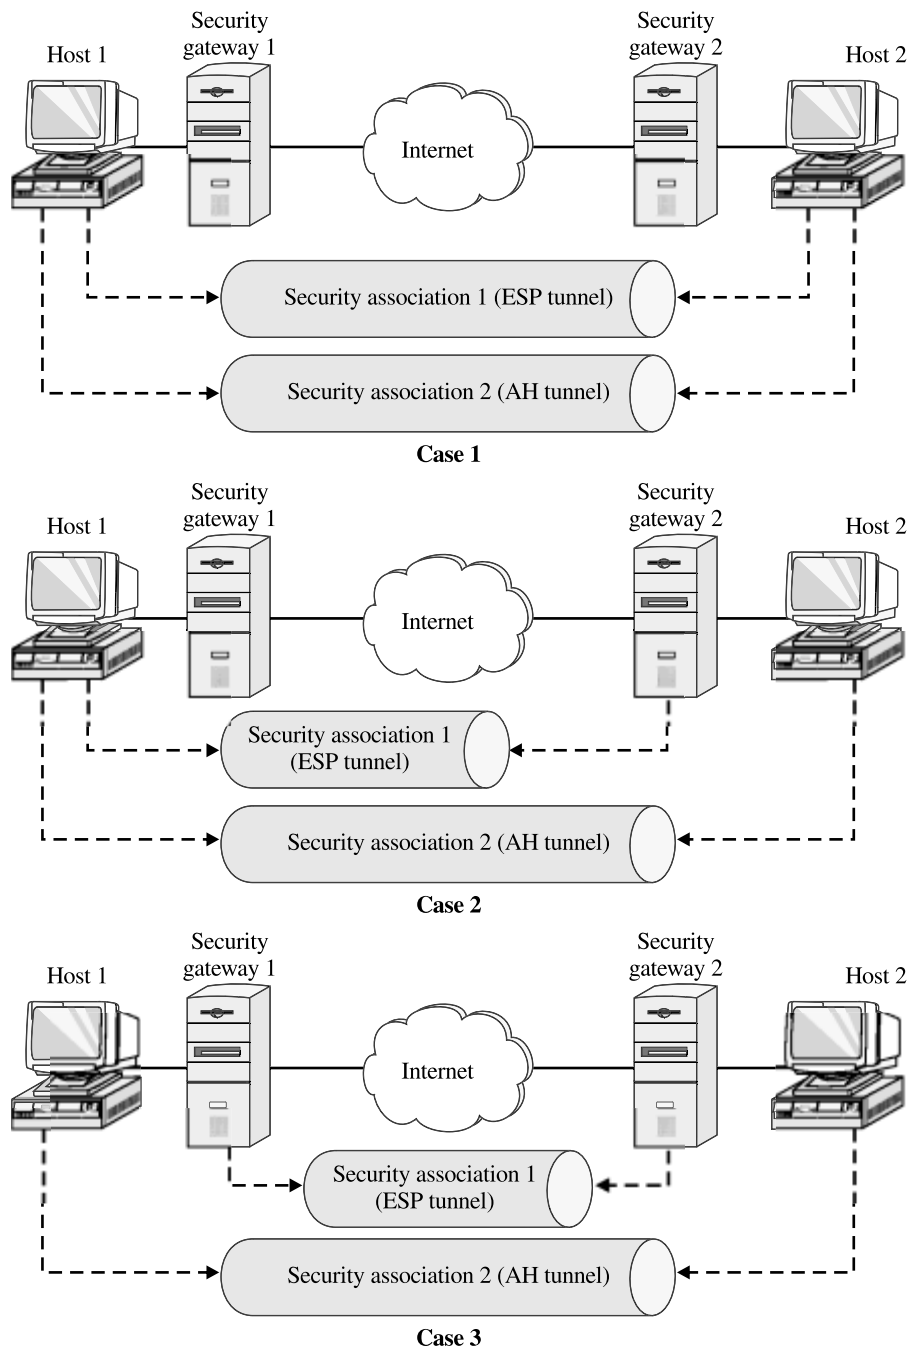 Host 1
Security
gateway 1
Internet
Security
gateway 2
Host 2
Security association 1 (ESP tunnel)
Security association 2 (AH tunnel)
Case 1
Host 1
Security
gateway 1
Internet
Security
gateway 2
Host 2
Security association 1
(ESP tunnel)
Security association 2 (AH tunnel)
Case 2
Host 1
Security
gateway 1
Internet
Security
gateway 2
Host 2
Security association 1
(ESP tunnel)
Security association 2 (AH tunnel)
Case 3